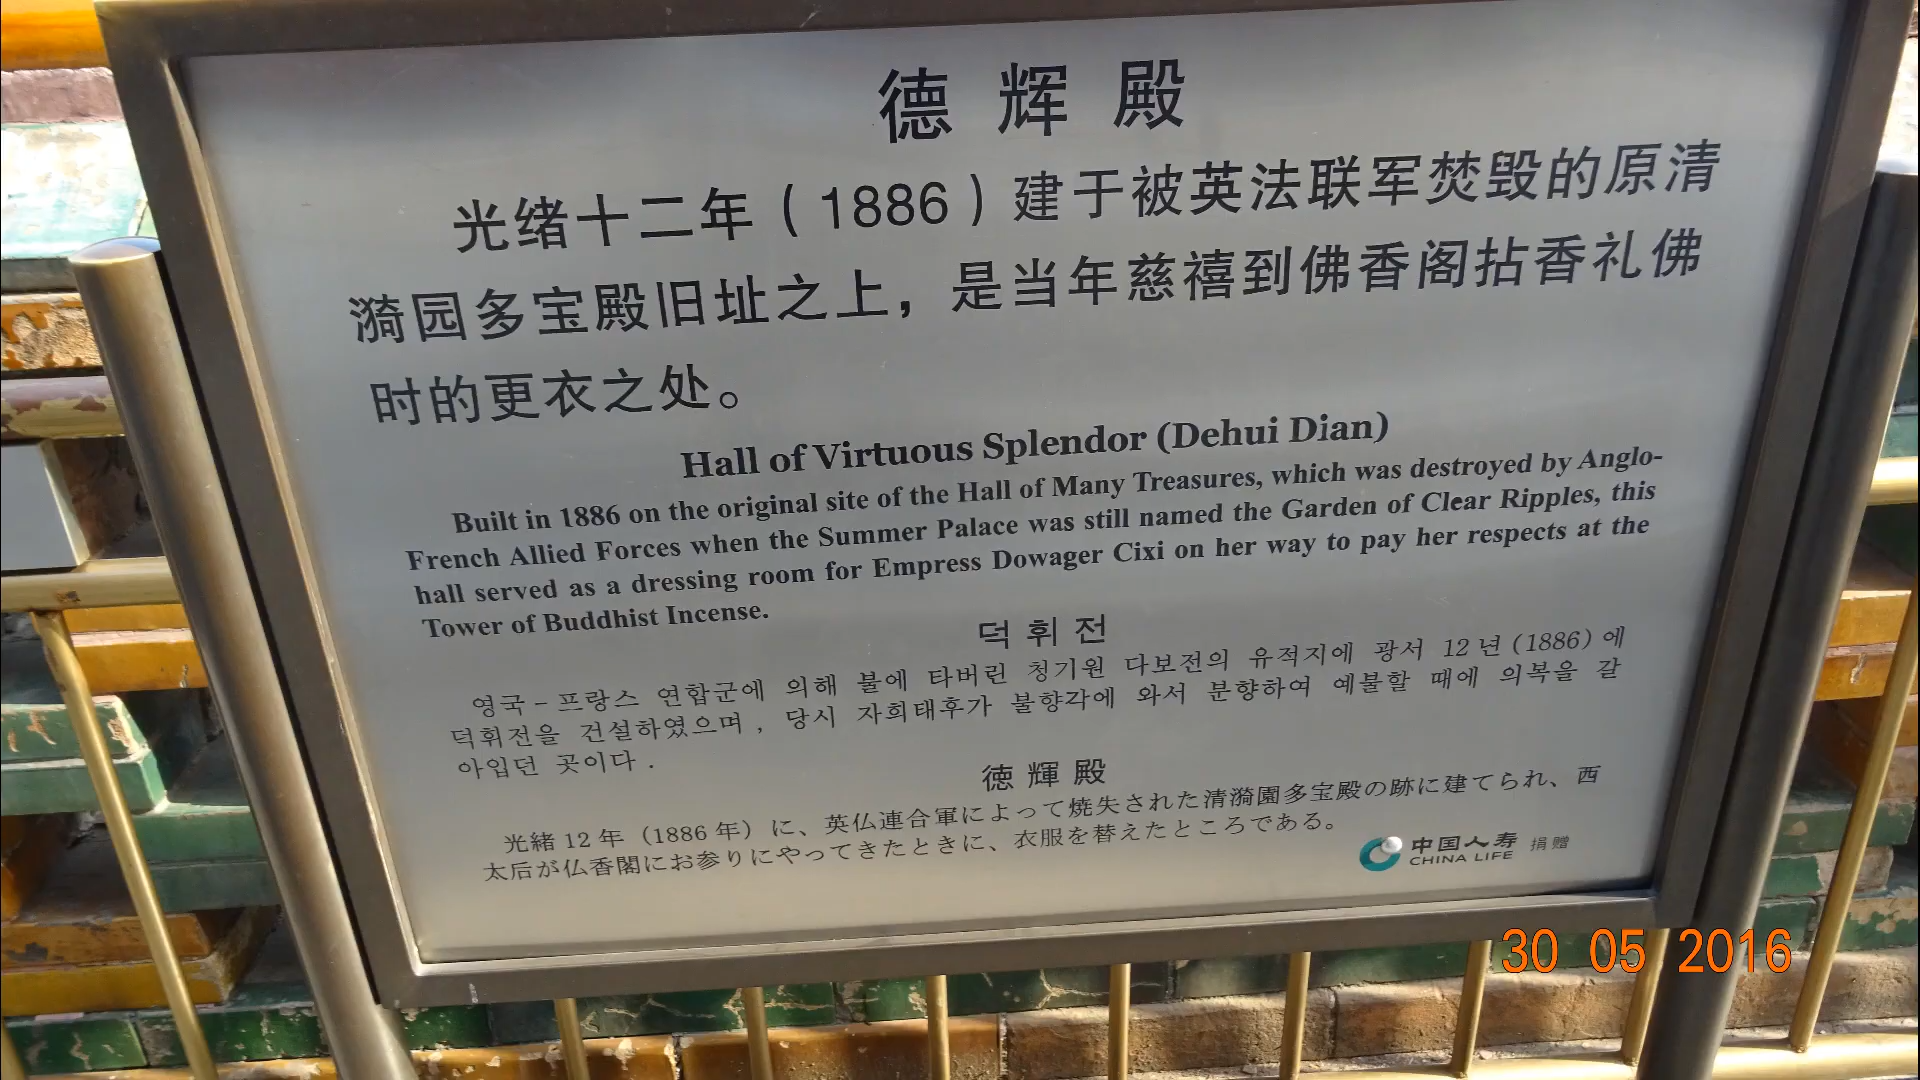 德辉殿
光绪十二年（1886）建于被英法联军焚毁的原清
漪园多宝殿旧址之上，是当年慈禧到佛香阁拈香礼佛
时的更衣之处。
Hall of Virtuous Splendor (Dehui Dian)
Built in 1886 on the original site of the Hall of Many Treasures, which was destroyed by Anglo-
French Allied Forces when the Summer Palace was still named the Garden of Clear Ripples, this
hall served as a dressing room for Empress Dowager Cixi on her way to pay her respects at the
Tower of Buddhist Incense.
덕휘전
영국-프랑스 연합군에 의해 불에 타버린 청기원 다보전의 유적지에 광서 12년(1886)에
덕휘전을 건설하였으며, 당시 자희태후가 불향각에 와서 분향하여 예불할 때에 의복을 갈
아입던 곳이다.
徳輝殿
光緒12年（1886年）に、英仏連合軍によって焼失された清漪園多宝殿の跡に建てられ、西
太后が仏香閣にお参りにやってきたときに、衣服を替えたところである。
中国人寿 捐赠
CHINA LIFE
30 05 2016